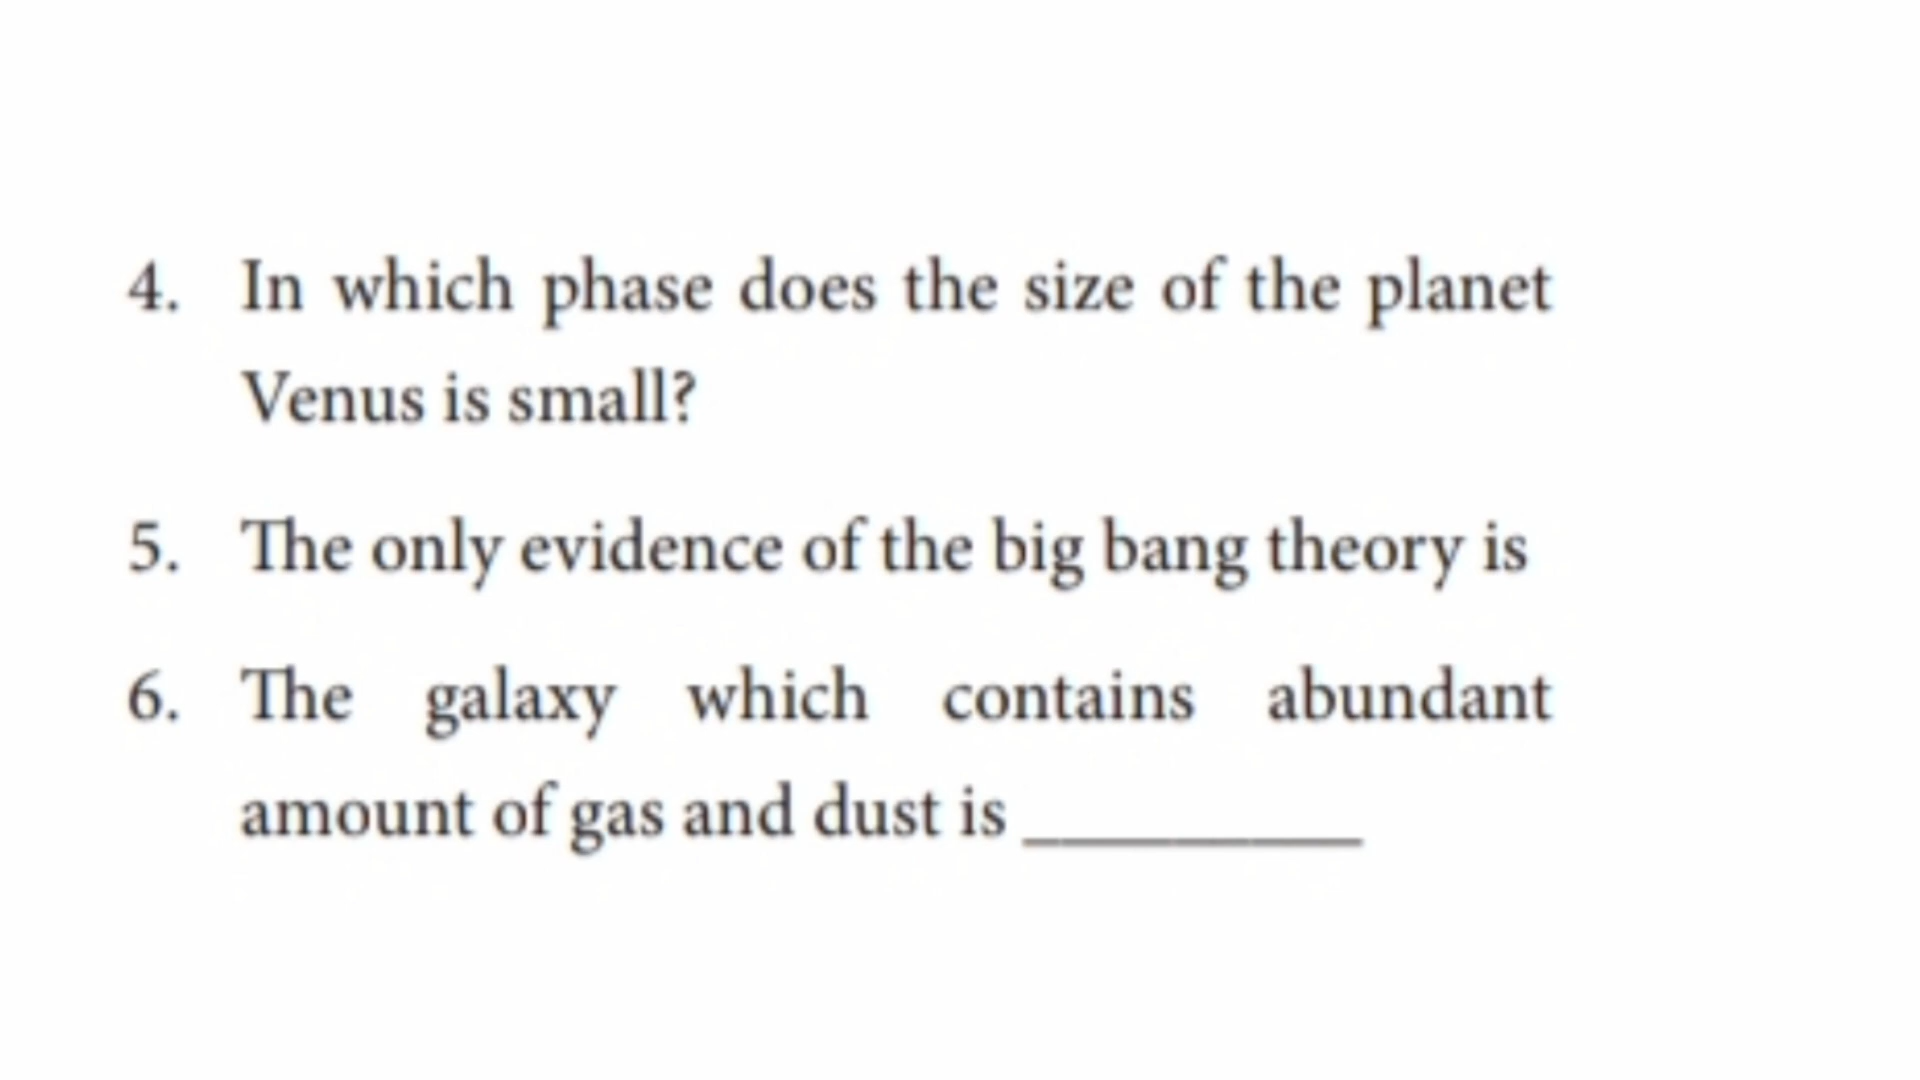 4. In which phase does the size of the planet
Venus is small?
5. The only evidence of the big bang theory is
6. The galaxy which contains abundant
amount of gas and dust is __________